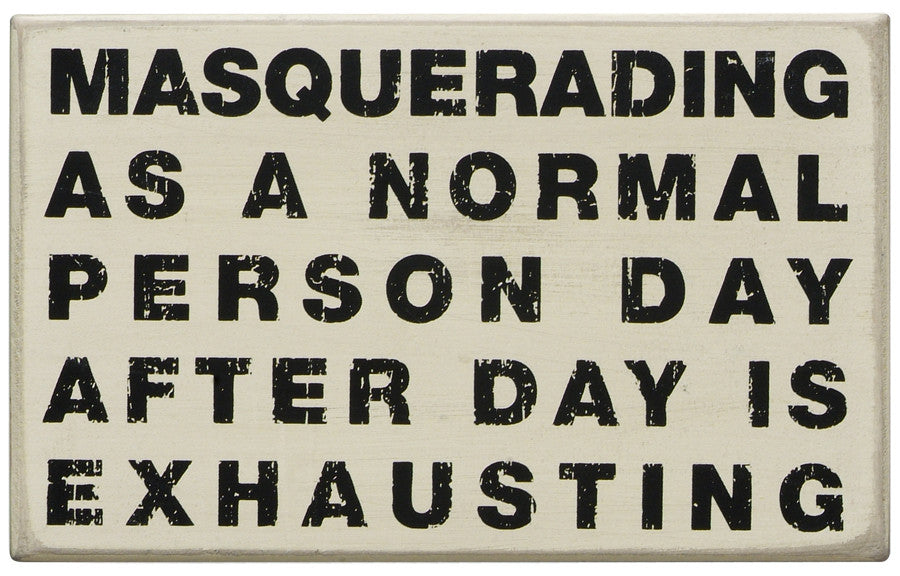 MASQUERADING
AS A NORMAL
PERSON DAY
AFTER DAY IS
EXHAUSTING